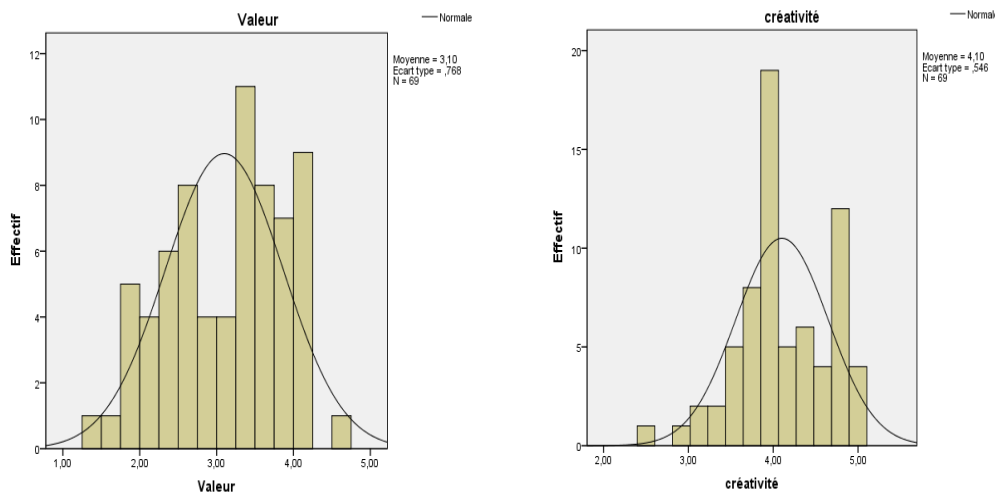 Valeur
Normale
Moyenne = 3,10
Ecart type = ,768
N = 69
12
10
8
6
4
2
0
Effectif
1,00 2,00 3,00 4,00 5,00
Valeur
créativité
Normale
Moyenne = 4,10
Ecart type = ,546
N = 69
20
15
10
5
0
Effectif
2,00 3,00 4,00 5,00
créativité